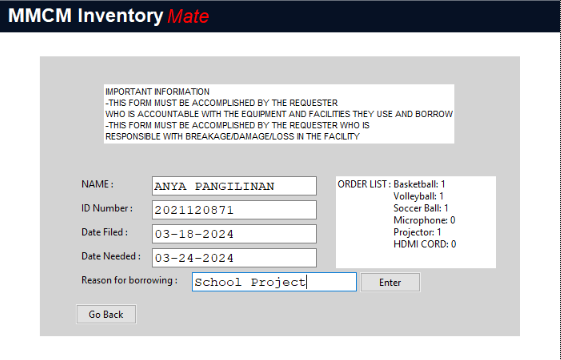 MMCM Inventory Mate
IMPORTANT INFORMATION
-THIS FORM MUST BE ACCOMPLISHED BY THE REQUESTER
WHO IS ACCOUNTABLE WITH THE EQUIPMENT AND FACILITIES THEY USE AND BORROW
-THIS FORM MUST BE ACCOMPLISHED BY THE REQUESTER WHO IS
RESPONSIBLE WITH BREAKAGE/DAMAGE/LOSS IN THE FACILITY
NAME : ANYA PANGILINAN
ID Number : 2021120871
Date Filed : 03-18-2024
Date Needed : 03-24-2024
Reason for borrowing : School Project
Enter
ORDER LIST : Basketball: 1
Volleyball: 1
Soccer Ball: 1
Microphone: 0
Projector: 1
HDMI CORD: 0
Go Back